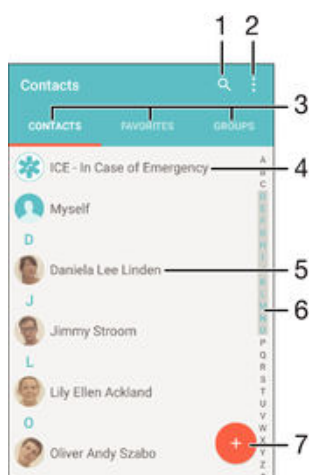 1 2
Contacts
3
CONTACTS FAVORITES GROUPS
ICE - In Case of Emergency 4
Myself
D
Daniela Lee Linden 5
J
Jimmy Stroom 6
L
Lily Ellen Ackland
O
Oliver Andy Szabo 7
A
B
C
D
E
F
G
H
I
J
K
L
M
N
O
P
Q
R
S
T
U
V
W
X
Y
Z